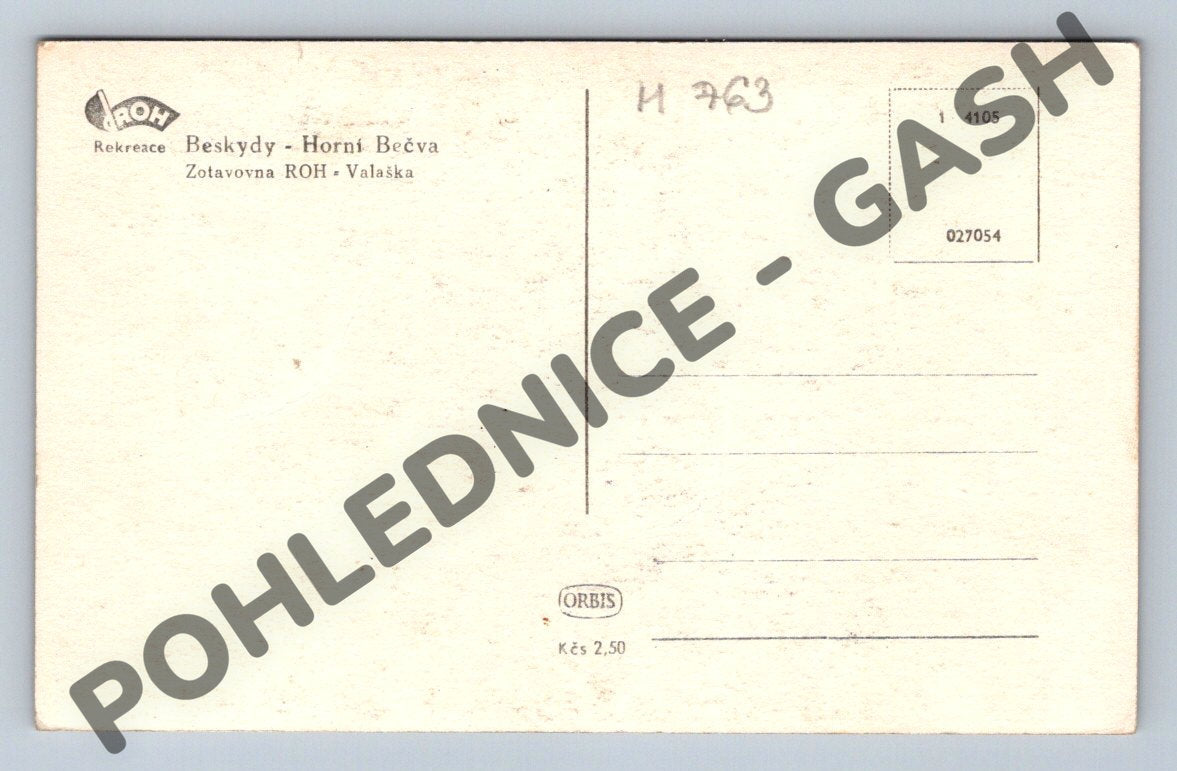 ROH
Rekreace
Beskydy - Horní Bečva
Zotavovna ROH - Valaška
H 763
1 4105
027054
ORBIS
Kčs 2,50
POHLEDNICE - GASH